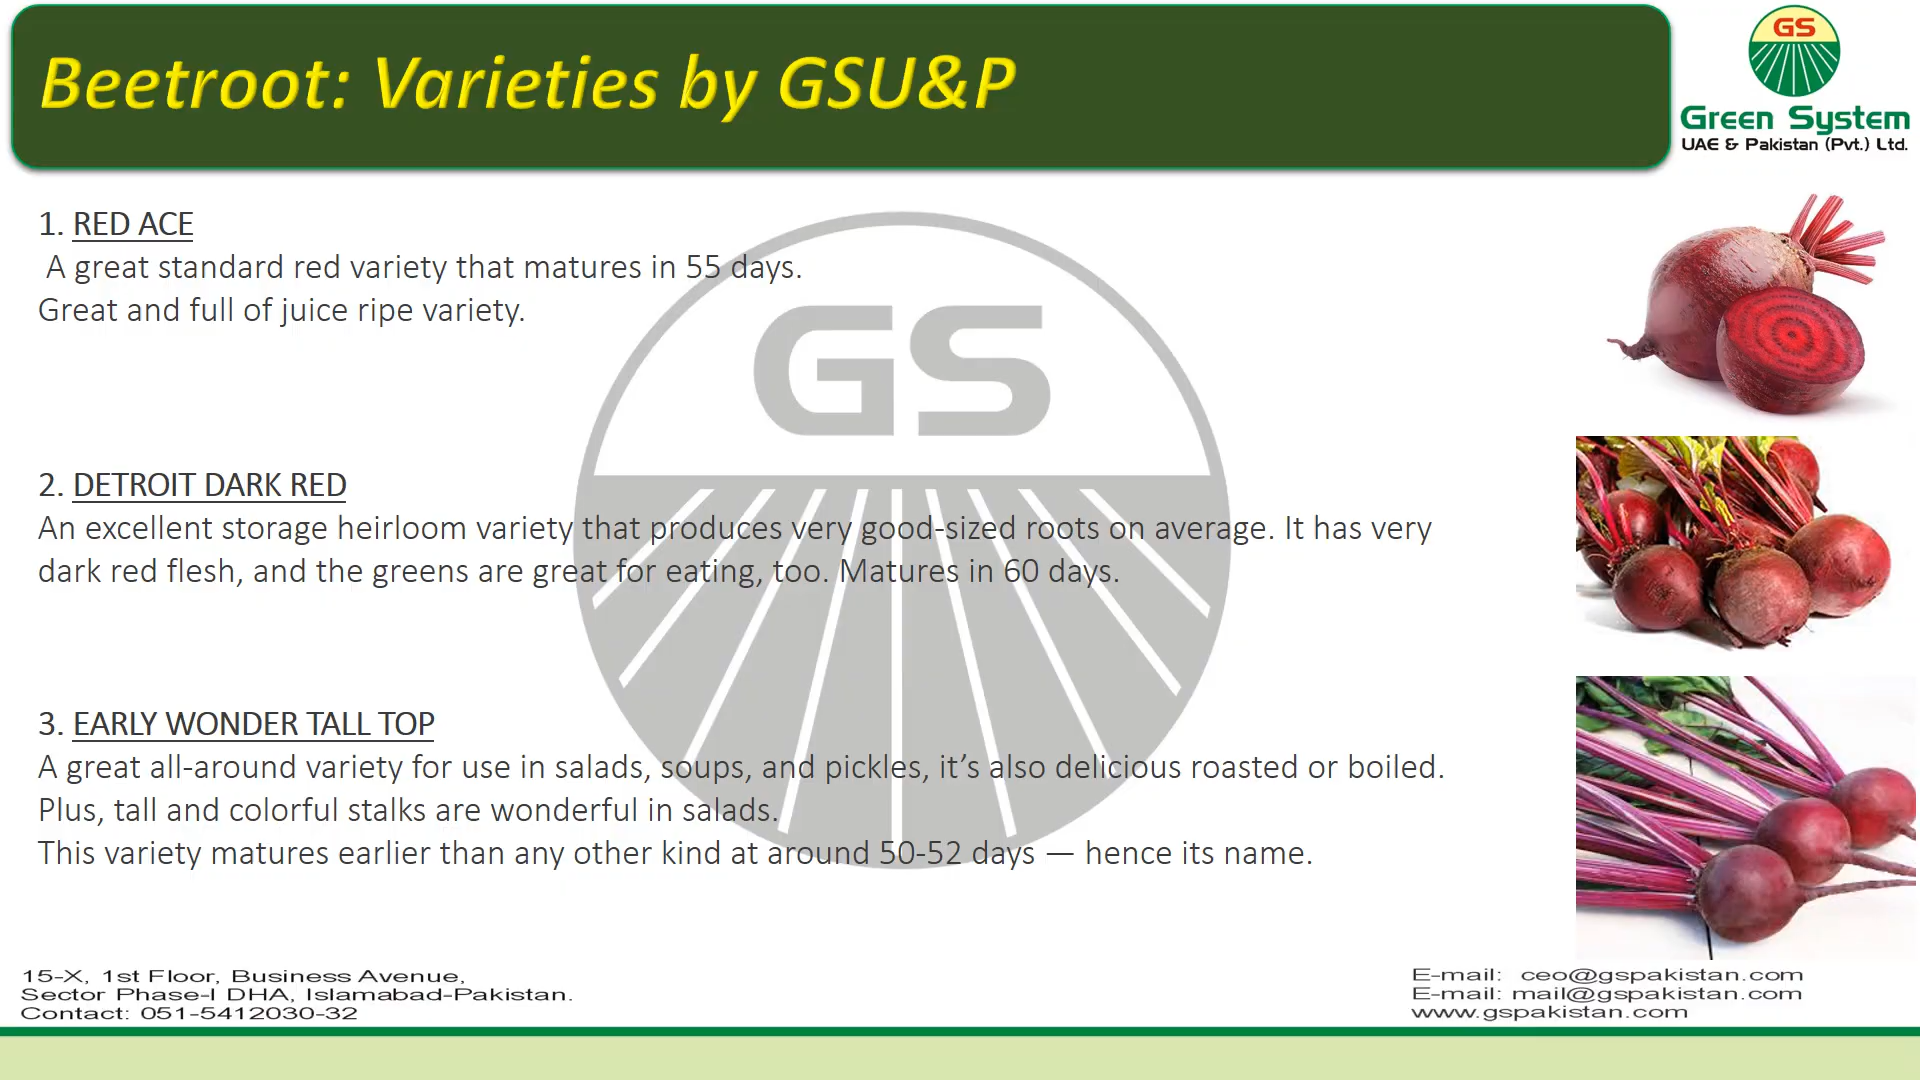 Beetroot: Varieties by GSU&P
GS
Green System
UAE & Pakistan (Pvt.) Ltd.
1. RED ACE
A great standard red variety that matures in 55 days.
Great and full of juice ripe variety.
GS
2. DETROIT DARK RED
An excellent storage heirloom variety that produces very good-sized roots on average. It has very
dark red flesh, and the greens are great for eating, too. Matures in 60 days.
3. EARLY WONDER TALL TOP
A great all-around variety for use in salads, soups, and pickles, it’s also delicious roasted or boiled.
Plus, tall and colorful stalks are wonderful in salads.
This variety matures earlier than any other kind at around 50-52 days — hence its name.
15-X, 1st Floor, Business Avenue,
Sector Phase-I DHA, Islamabad-Pakistan.
Contact: 051-5412030-32
E-mail: ceo@gspakistan.com
E-mail: mail@gspakistan.com
www.gspakistan.com